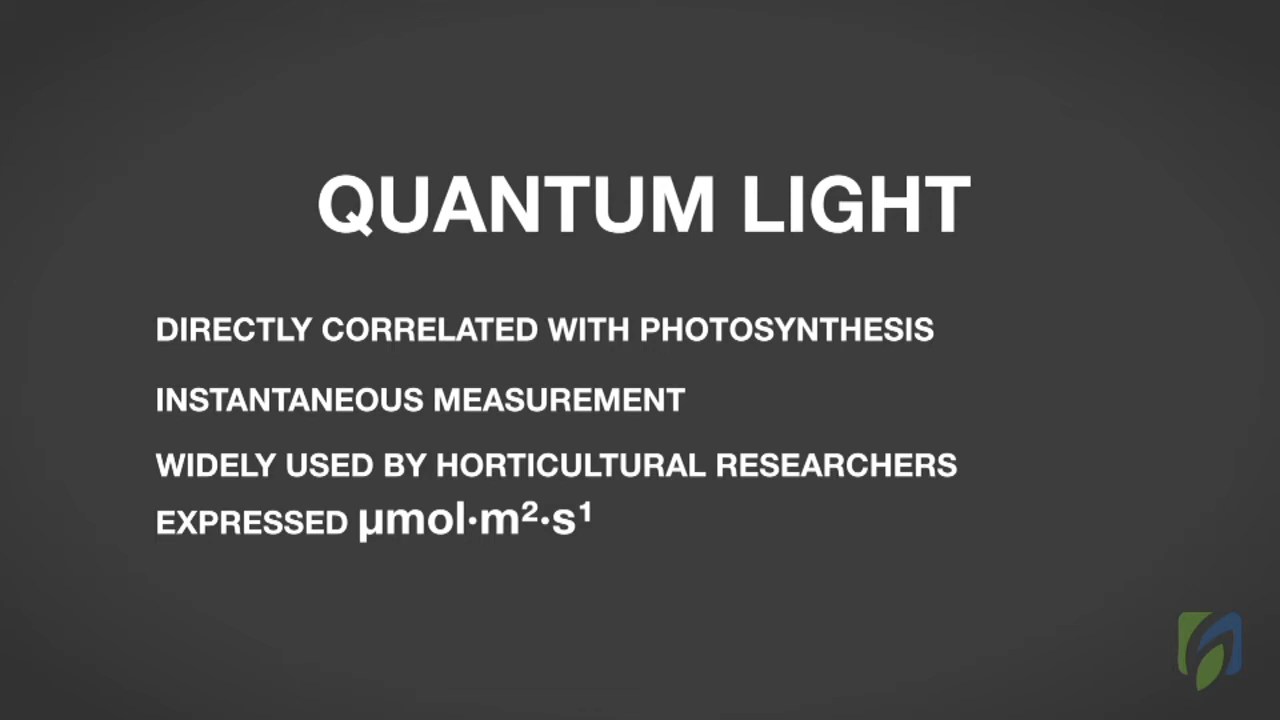 QUANTUM LIGHT
DIRECTLY CORRELATED WITH PHOTOSYNTHESIS
INSTANTANEOUS MEASUREMENT
WIDELY USED BY HORTICULTURAL RESEARCHERS
EXPRESSED µmol·m²·s¹